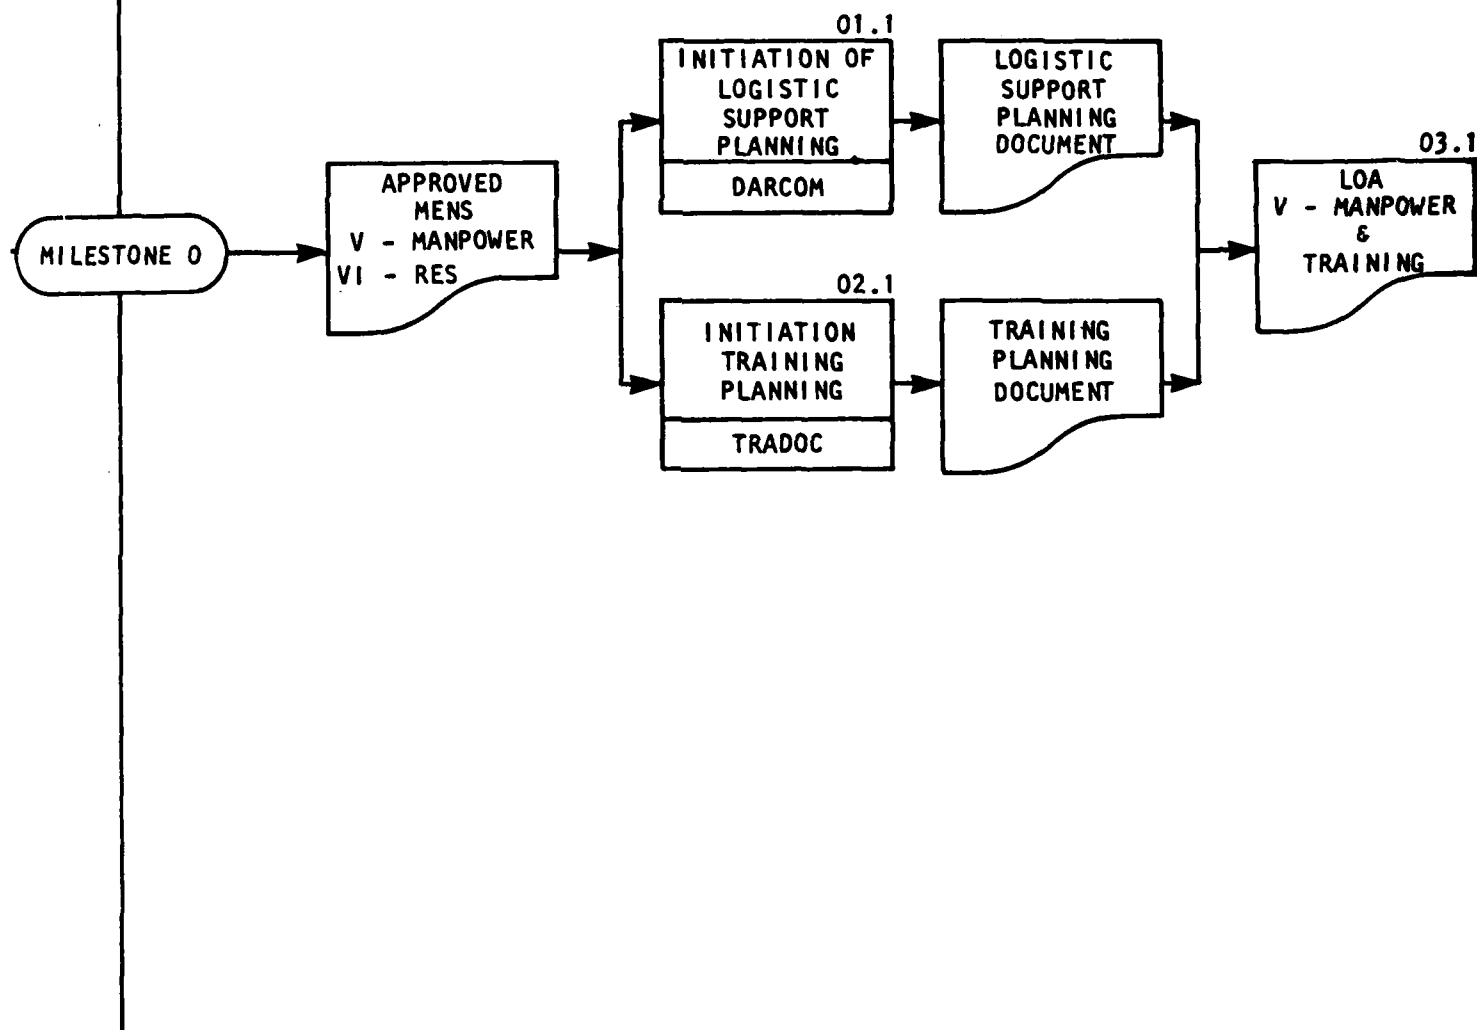 MILESTONE 0
APPROVED
MENS
V - MANPOWER
VI - RES
01.1
INITIATION OF
LOGISTIC
SUPPORT
PLANNING
DARCOM
LOGISTIC
SUPPORT
PLANNING
DOCUMENT
02.1
INITIATION
TRAINING
PLANNING
TRADOC
TRAINING
PLANNING
DOCUMENT
03.1
LOA
V - MANPOWER
&
TRAINING